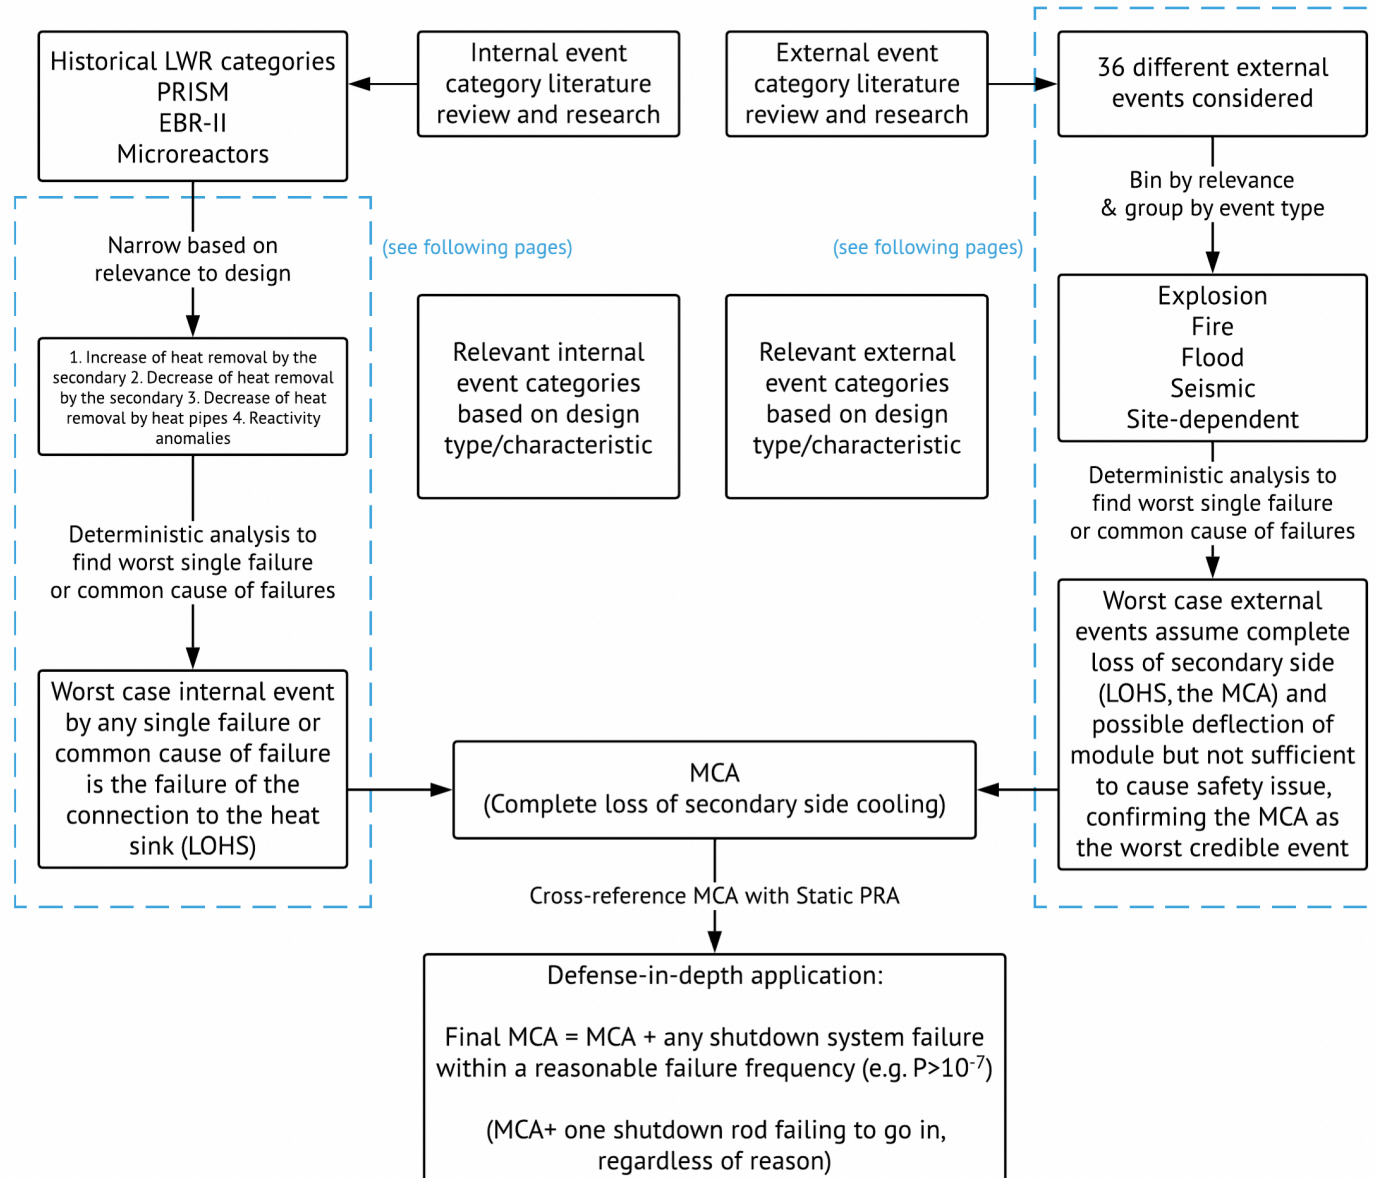 Historical LWR categories
PRISM
EBR-II
Microreactors
Internal event
category literature
review and research
External event
category literature
review and research
36 different external
events considered
Narrow based on
relevance to design
(see following pages)
(see following pages)
Bin by relevance
& group by event type
1. Increase of heat removal by the
secondary 2. Decrease of heat removal
by the secondary 3. Decrease of heat
removal by heat pipes 4. Reactivity
anomalies
Relevant internal
event categories
based on design
type/characteristic
Relevant external
event categories
based on design
type/characteristic
Explosion
Fire
Flood
Seismic
Site-dependent
Deterministic analysis to
find worst single failure
or common cause of failures
Deterministic analysis to
find worst single failure
or common cause of failures
Worst case internal event
by any single failure or
common cause of failure
is the failure of the
connection to the heat
sink (LOHS)
MCA
(Complete loss of secondary side cooling)
Worst case external
events assume complete
loss of secondary side
(LOHS, the MCA) and
possible deflection of
module but not sufficient
to cause safety issue,
confirming the MCA as
the worst credible event
Cross-reference MCA with Static PRA
Defense-in-depth application:
Final MCA = MCA + any shutdown system failure
within a reasonable failure frequency (e.g. P>10⁻⁷)
(MCA+ one shutdown rod failing to go in,
regardless of reason)